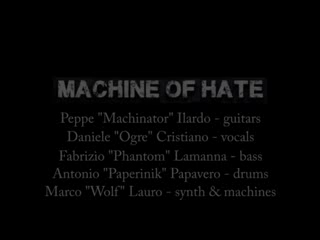 MACHINE OF HATE
Peppe "Machinator" Ilardo - guitars
Daniele "Ogre" Cristiano - vocals
Fabrizio "Phantom" Lamanna - bass
Antonio "Paperinik" Papavero - drums
Marco "Wolf" Lauro - synth & machines